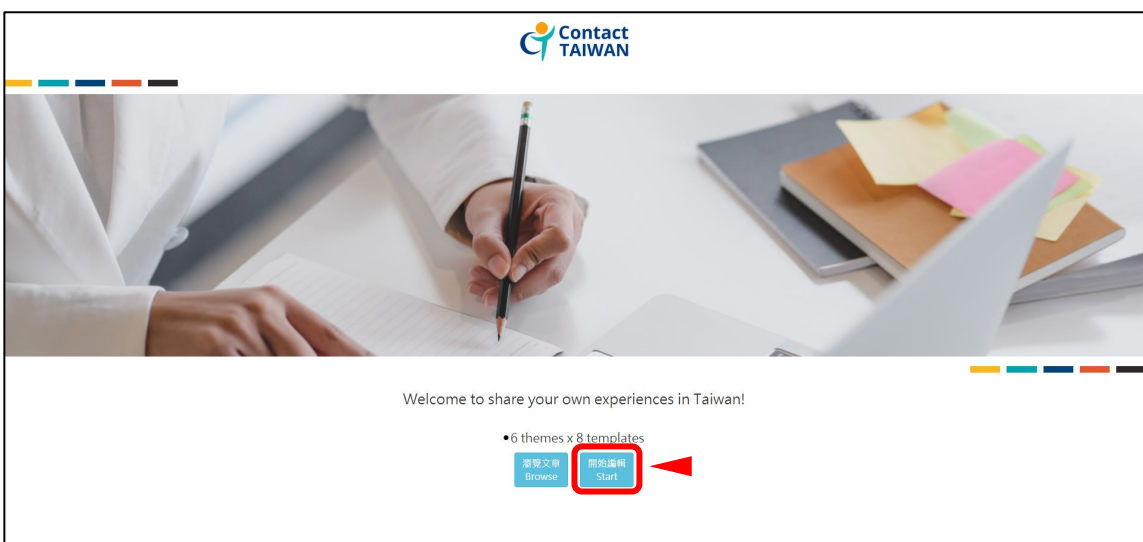 Contact
TAIWAN
Welcome to share your own experiences in Taiwan!
•6 themes x 8 templates
瀏覽文章
Browse
開始編輯
Start